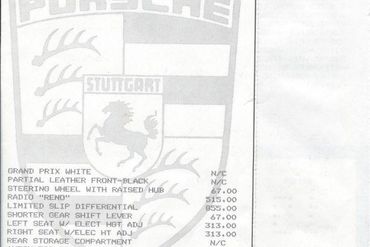 PORSCHE
STUTTGART
GRAND PRIX WHITE N/C
PARTIAL LEATHER FRONT-BLACK N/C
STEERING WHEEL WITH RAISED HUB 67.00
RADIO "RENO" 515.00
LIMITED SLIP DIFFERENTIAL 855.00
SHORTER GEAR SHIFT LEVER 67.00
LEFT SEAT W/ ELECT HGT ADJ 313.00
RIGHT SEAT W/ELEC HT ADJ 313.00
REAR STORAGE COMPARTMENT N/C